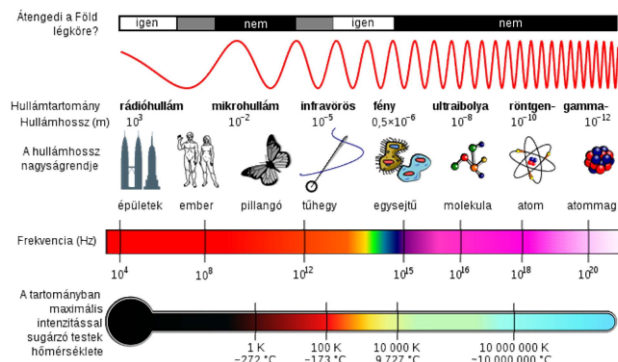 Átengedi a Föld
légköre?
igen nem igen nem
Hullámtartomány rádióhullám mikrohullám infravörös fény ultraibolya röntgen- gamma-
Hullámhossz (m) 10³ 10⁻² 10⁻⁵ 0,5×10⁻⁶ 10⁻⁸ 10⁻¹⁰ 10⁻¹²
A hullámhossz
nagyságrendje
épületek ember pillangó tűhegy egysejtű molekula atom atommag
Frekvencia (Hz)
10⁴ 10⁸ 10¹² 10¹⁵ 10¹⁶ 10¹⁸ 10²⁰
A tartományban
maximális
intenzitással
sugárzó testek
hőmérséklete
1 K 100 K 10 000 K 10 000 000 K
−272 °C −173 °C 9 727 °C ~10 000 000 °C